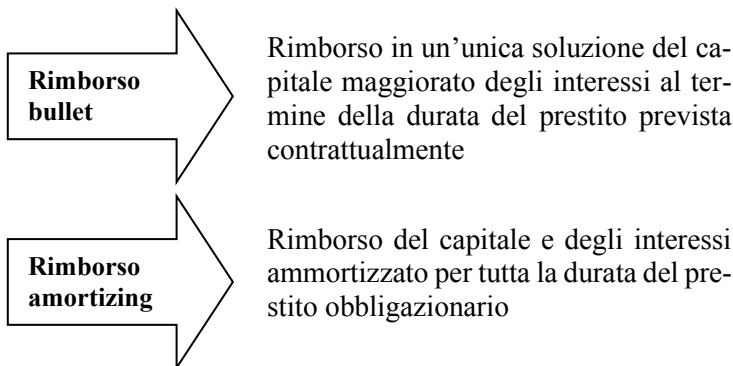 Rimborso
bullet
Rimborso in un’unica soluzione del ca-
pitale maggiorato degli interessi al ter-
mine della durata del prestito prevista
contrattualmente
Rimborso
amortizing
Rimborso del capitale e degli interessi
ammortizzato per tutta la durata del pre-
stito obbligazionario